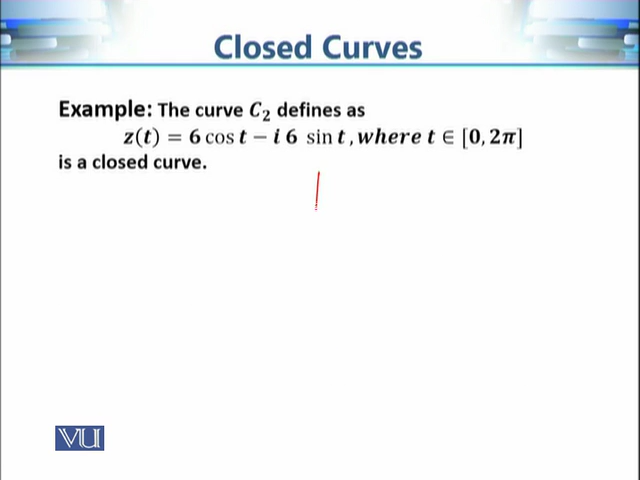 Closed Curves
Example: The curve C₂ defines as
z(t) = 6 cos t − i 6 sin t , where t ∈ [0, 2π]
is a closed curve.
VU